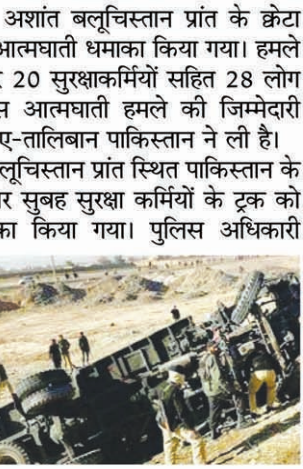 अशांत बलूचिस्तान प्रांत के क्वेटा
आत्मघाती धमाका किया गया। हमले
20 सुरक्षाकर्मियों सहित 28 लोग
आत्मघाती हमले की जिम्मेदारी
ए-तालिबान पाकिस्तान ने ली है।
लूचिस्तान प्रांत स्थित पाकिस्तान के
सुबह सुरक्षा कर्मियों के ट्रक को
का किया गया। पुलिस अधिकारी